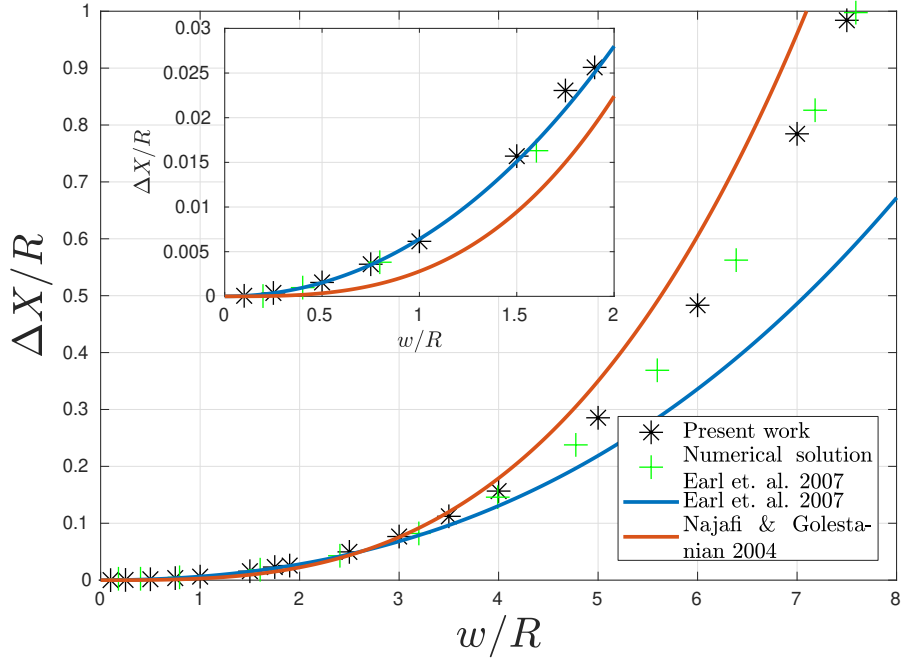 1
0.9
0.8
0.7
0.6
0.5
0.4
0.3
0.2
0.1
0
ΔX/R
0.03
0.025
0.02
0.015
0.01
0.005
0
ΔX/R
0 0.5 1 1.5 2
w/R
Present work
Numerical solution
Earl et. al. 2007
Earl et. al. 2007
Najafi & Golesta-
nian 2004
0 1 2 3 4 5 6 7 8
w/R